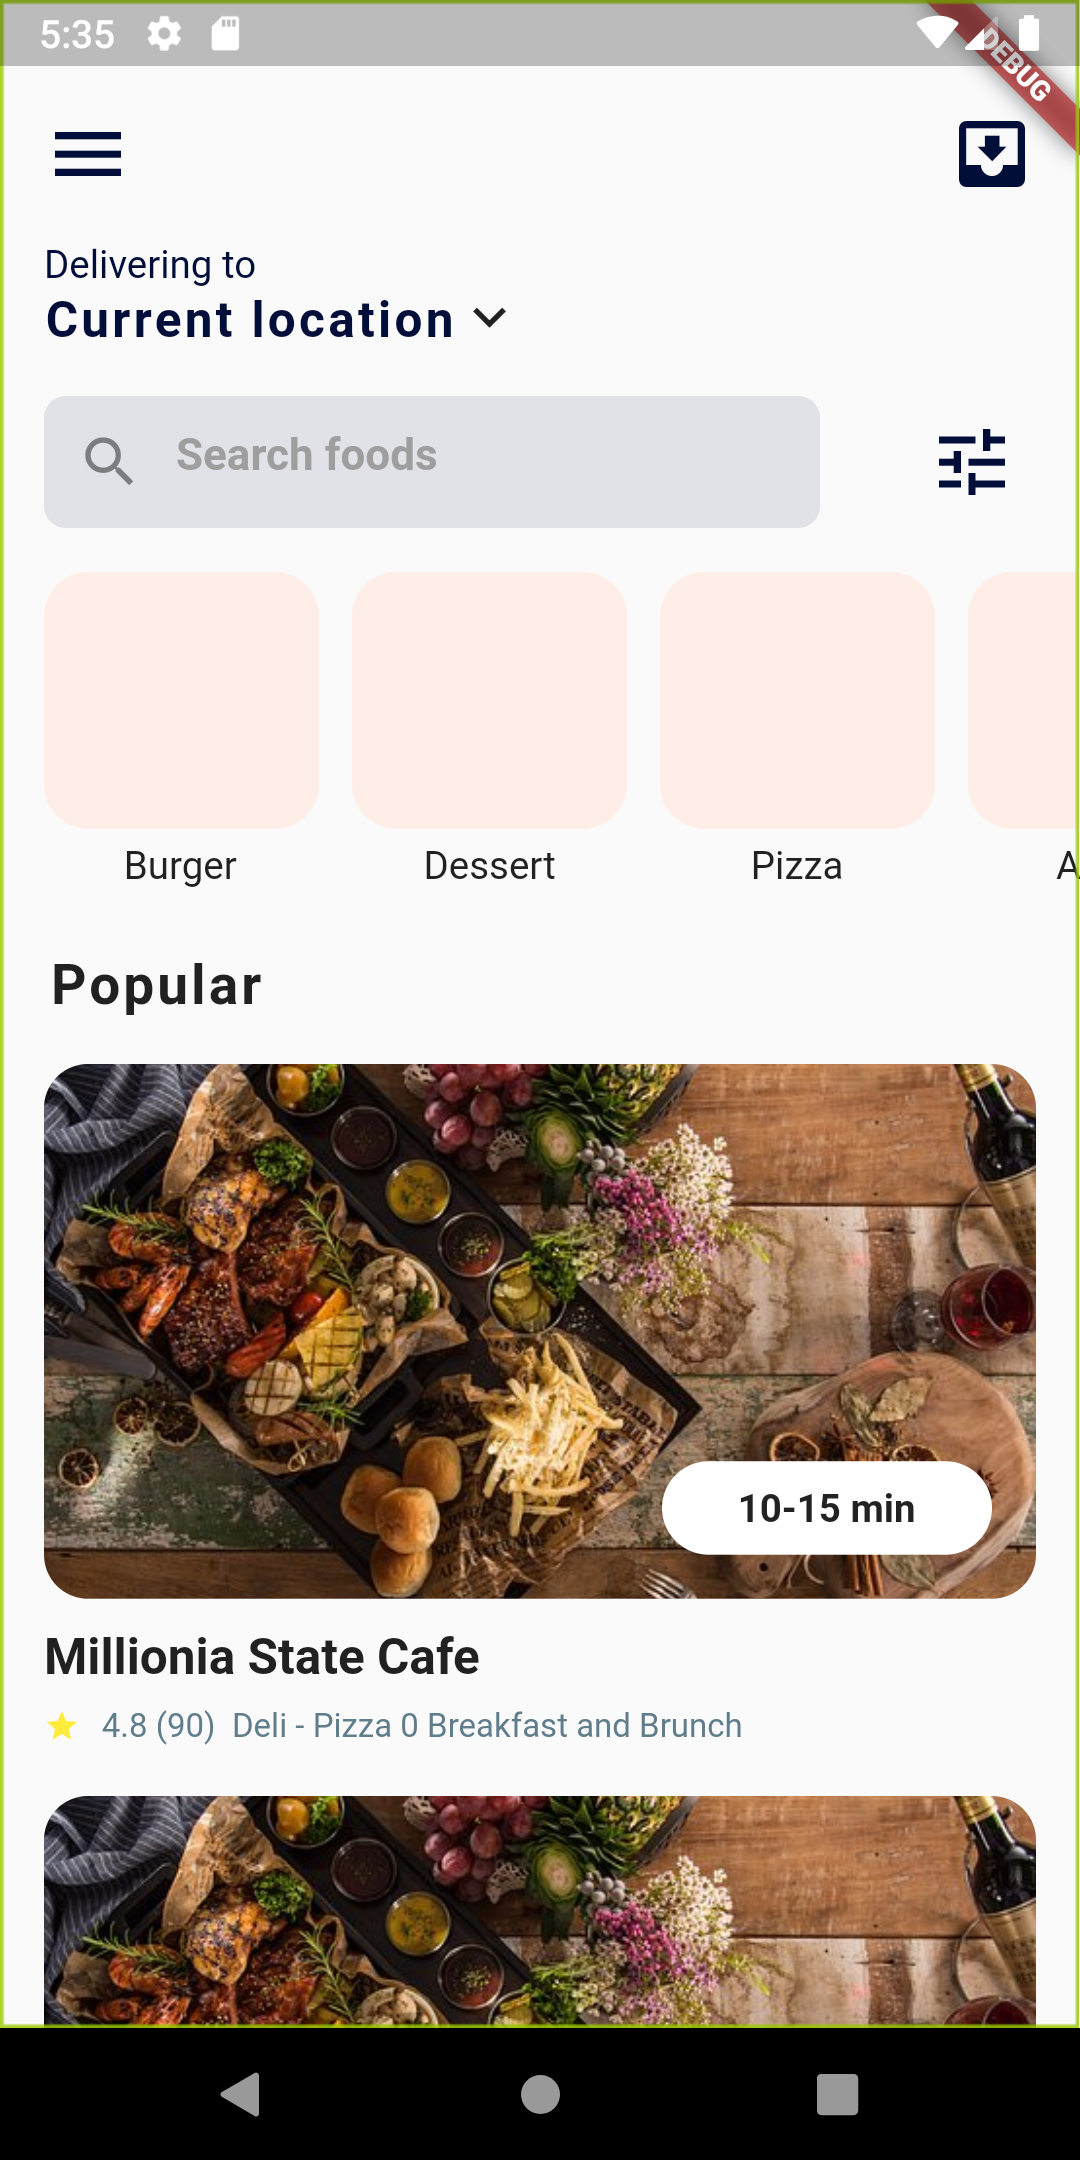 5:35
DEBUG
Delivering to
Current location
Search foods
Burger
Dessert
Pizza
A
Popular
10-15 min
Millionia State Cafe
4.8 (90) Deli - Pizza 0 Breakfast and Brunch